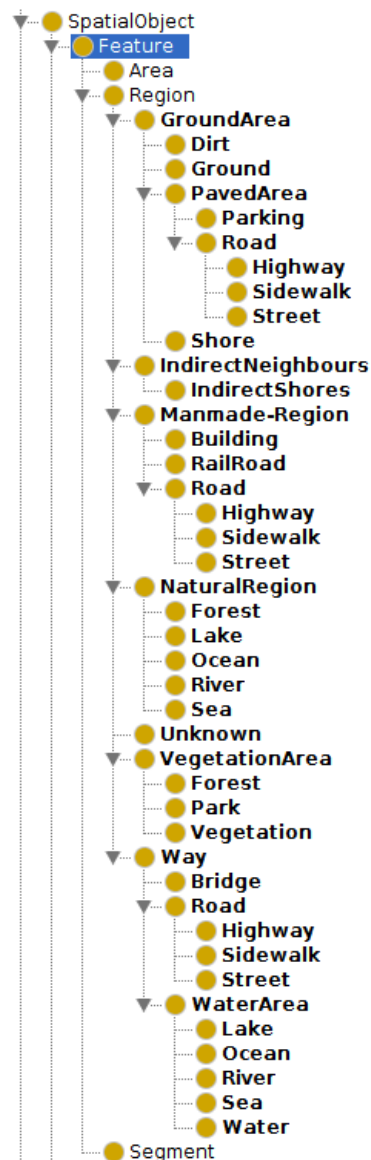 SpatialObject
Feature
Area
Region
GroundArea
Dirt
Ground
PavedArea
Parking
Road
Highway
Sidewalk
Street
Shore
IndirectNeighbours
IndirectShores
Manmade-Region
Building
RailRoad
Road
Highway
Sidewalk
Street
NaturalRegion
Forest
Lake
Ocean
River
Sea
Unknown
VegetationArea
Forest
Park
Vegetation
Way
Bridge
Road
Highway
Sidewalk
Street
WaterArea
Lake
Ocean
River
Sea
Water
Segment